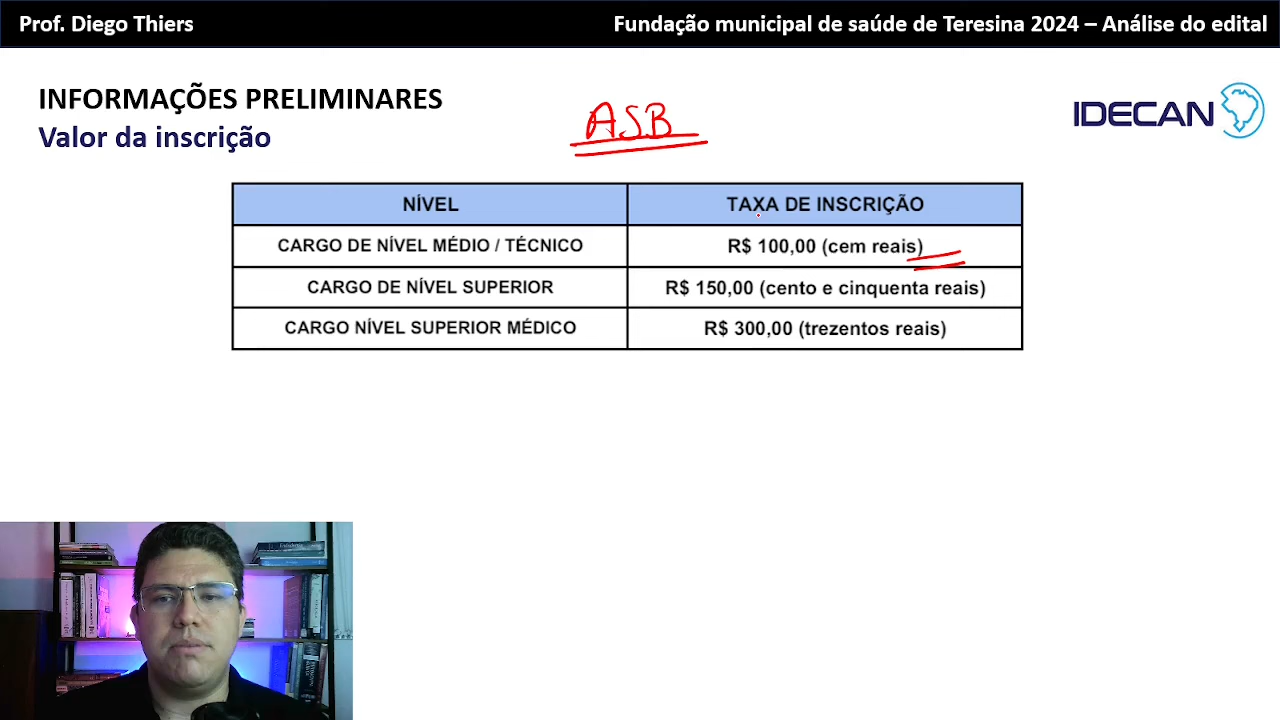 Prof. Diego Thiers
Fundação municipal de saúde de Teresina 2024 – Análise do edital
INFORMAÇÕES PRELIMINARES
Valor da inscrição
ASB
IDECAN
NÍVEL TAXA DE INSCRIÇÃO
CARGO DE NÍVEL MÉDIO / TÉCNICO R$ 100,00 (cem reais)
CARGO DE NÍVEL SUPERIOR R$ 150,00 (cento e cinquenta reais)
CARGO NÍVEL SUPERIOR MÉDICO R$ 300,00 (trezentos reais)